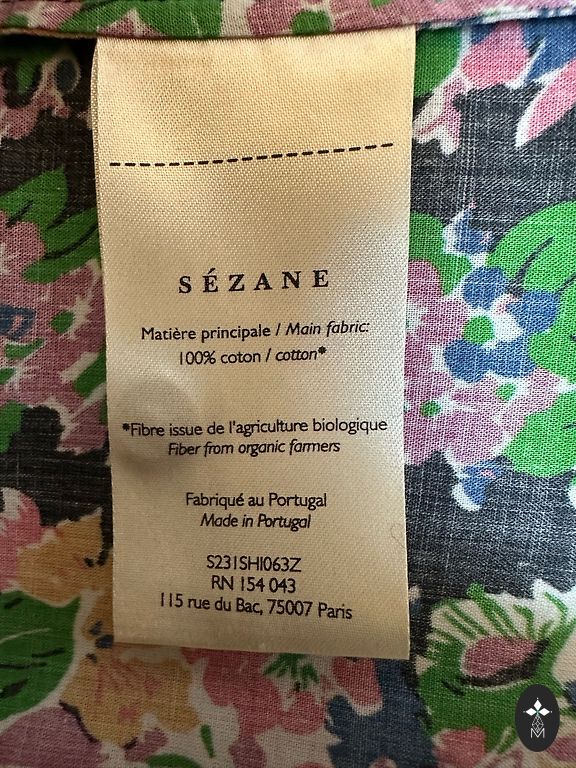 SÉZANE
Matière principale / Main fabric:
100% coton / cotton*
*Fibre issue de l'agriculture biologique
Fiber from organic farmers
Fabriqué au Portugal
Made in Portugal
S231SHI063Z
RN 154 043
115 rue du Bac, 75007 Paris
M